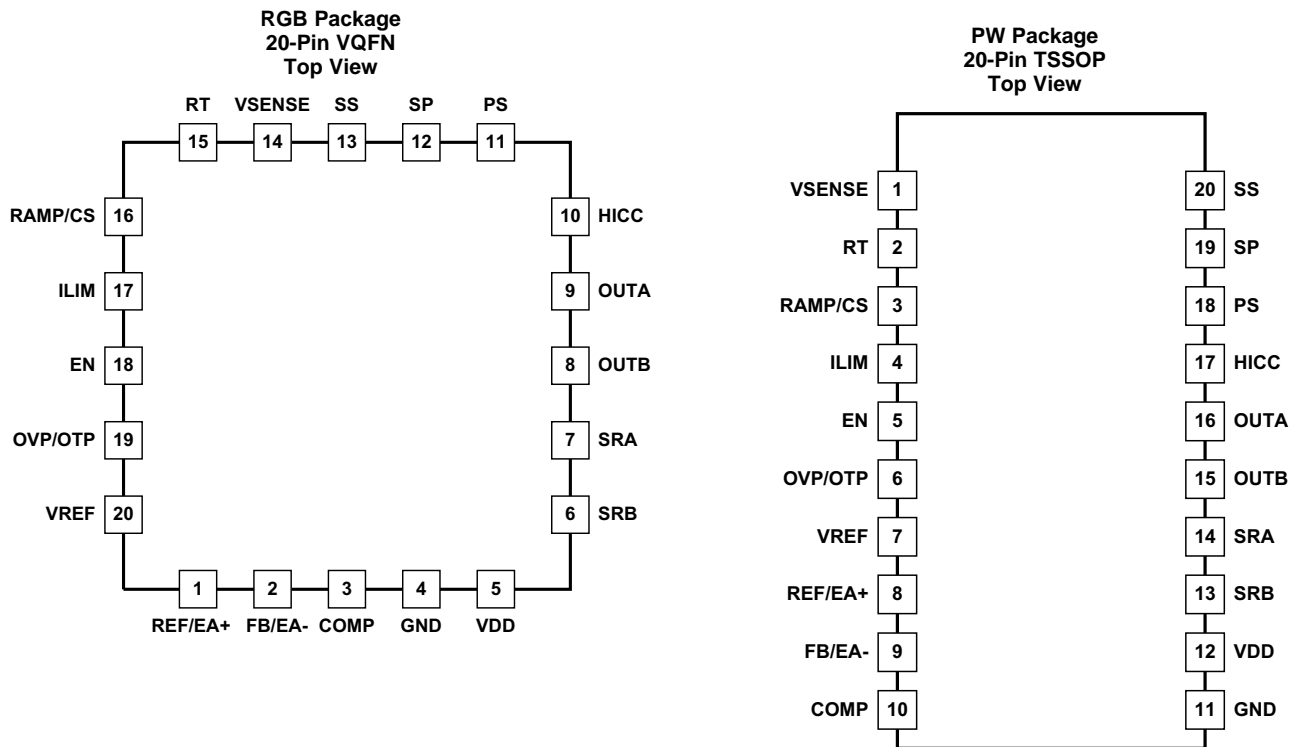 RGB Package
20-Pin VQFN
Top View
RT VSENSE SS SP PS
15 14 13 12 11
RAMP/CS 16 10 HICC
ILIM 17 9 OUTA
EN 18 8 OUTB
OVP/OTP 19 7 SRA
VREF 20 6 SRB
1 2 3 4 5
REF/EA+ FB/EA- COMP GND VDD
PW Package
20-Pin TSSOP
Top View
VSENSE 1 20 SS
RT 2 19 SP
RAMP/CS 3 18 PS
ILIM 4 17 HICC
EN 5 16 OUTA
OVP/OTP 6 15 OUTB
VREF 7 14 SRA
REF/EA+ 8 13 SRB
FB/EA- 9 12 VDD
COMP 10 11 GND